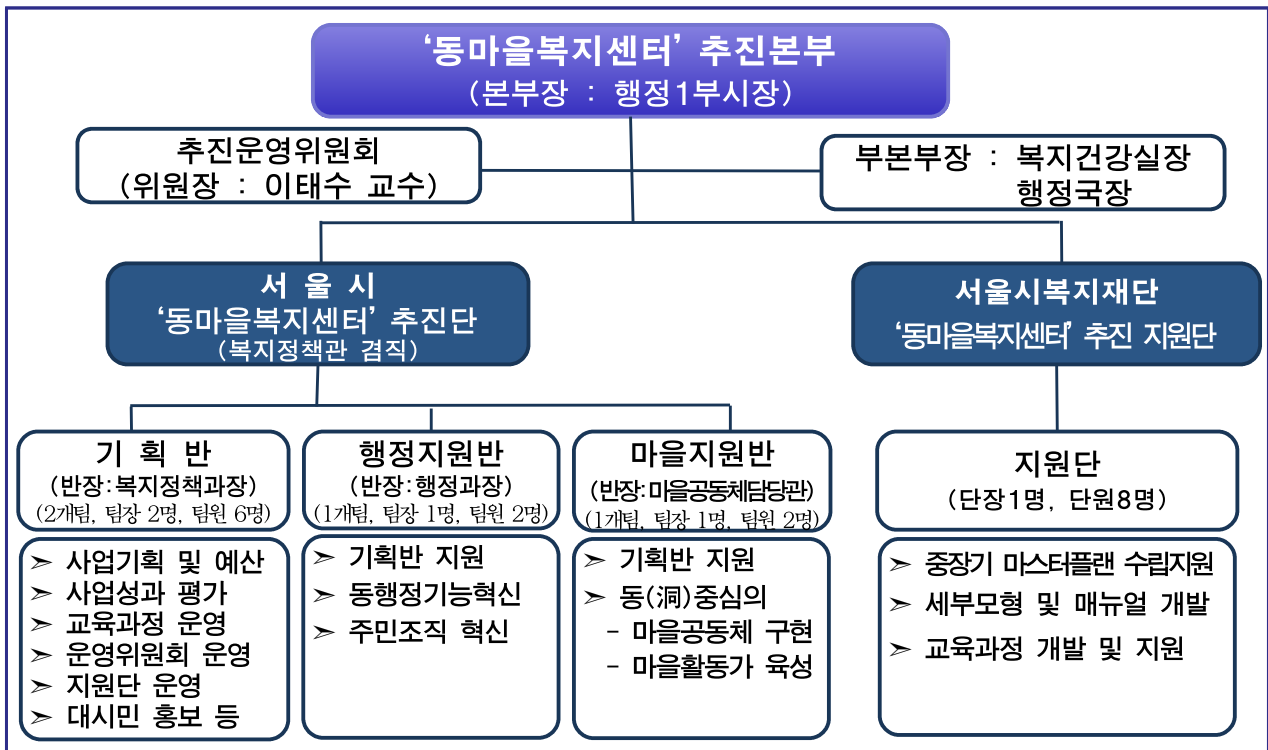 ‘동마을복지센터’ 추진본부
(본부장 : 행정1부시장)
추진운영위원회
(위원장 : 이태수 교수)
부본부장 : 복지건강실장
행정국장
서 울 시
‘동마을복지센터’ 추진단
(복지정책관 겸직)
서울시복지재단
‘동마을복지센터’ 추진 지원단
기 획 반
(반장:복지정책과장)
(2개팀, 팀장 2명, 팀원 6명)
➢ 사업기획 및 예산
➢ 사업성과 평가
➢ 교육과정 운영
➢ 운영위원회 운영
➢ 지원단 운영
➢ 대시민 홍보 등
행정지원반
(반장:행정과장)
(1개팀, 팀장 1명, 팀원 2명)
➢ 기획반 지원
➢ 동행정기능혁신
➢ 주민조직 혁신
마을지원반
(반장:마을공동체담당관)
(1개팀, 팀장 1명, 팀원 2명)
➢ 기획반 지원
➢ 동(洞)중심의
- 마을공동체 구현
- 마을활동가 육성
지원단
(단장1명, 단원8명)
➢ 중장기 마스터플랜 수립지원
➢ 세부모형 및 매뉴얼 개발
➢ 교육과정 개발 및 지원